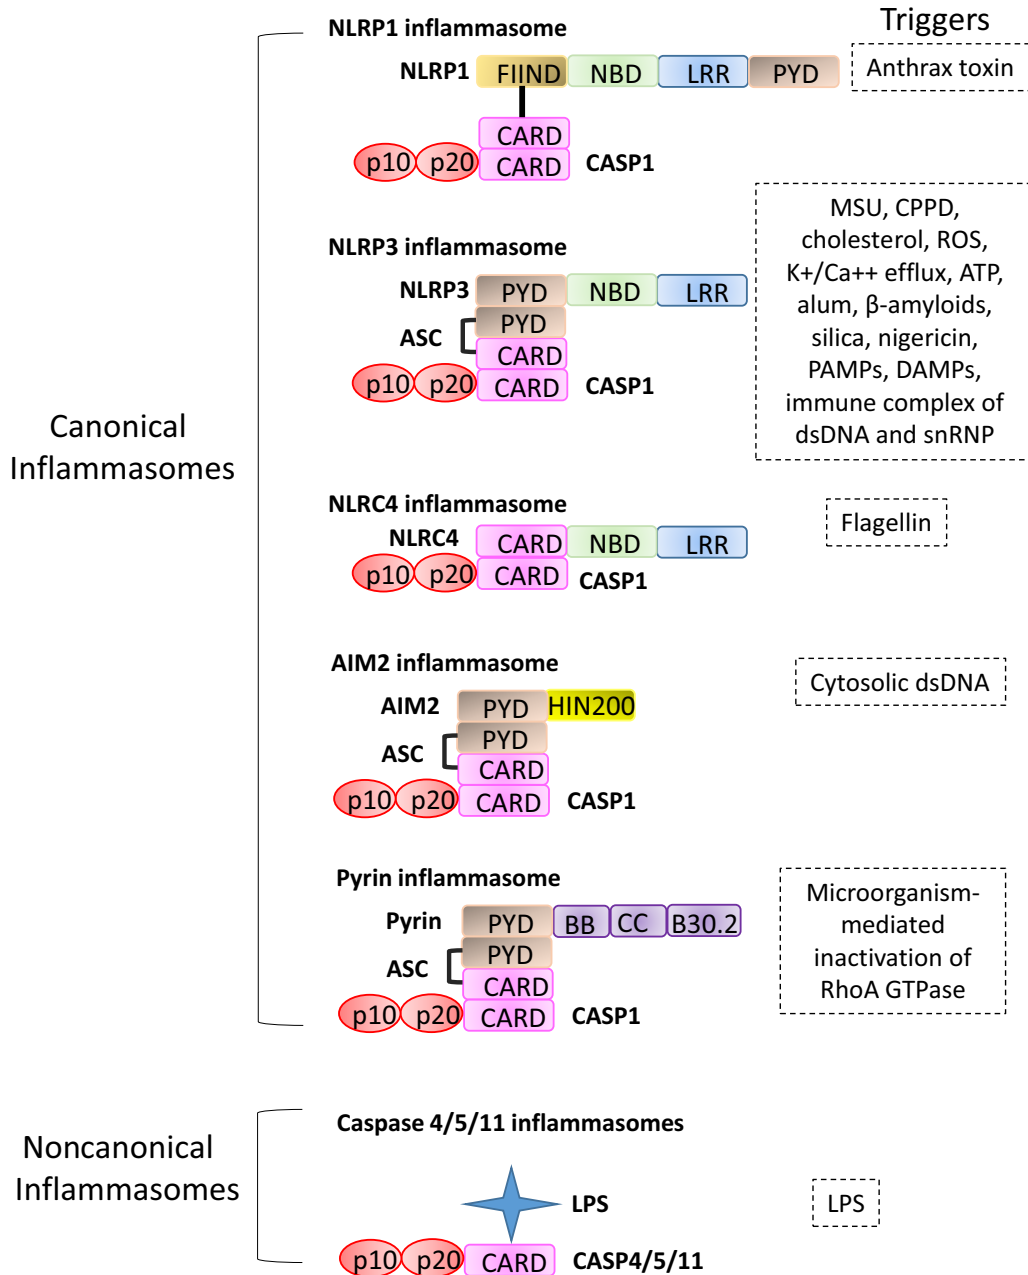 Triggers
NLRP1 inflammasome
NLRP1 FIIND NBD LRR PYD
Anthrax toxin
CARD
p10 p20 CARD CASP1
NLRP3 inflammasome
NLRP3 PYD NBD LRR
ASC PYD
CARD
p10 p20 CARD CASP1
MSU, CPPD,
cholesterol, ROS,
K+/Ca++ efflux, ATP,
alum, β-amyloids,
silica, nigericin,
PAMPs, DAMPs,
immune complex of
dsDNA and snRNP
Canonical
Inflammasomes
NLRC4 inflammasome
NLRC4 CARD NBD LRR
p10 p20 CARD CASP1
Flagellin
AIM2 inflammasome
AIM2 PYD HIN200
ASC PYD
CARD
p10 p20 CARD CASP1
Cytosolic dsDNA
Pyrin inflammasome
Pyrin PYD BB CC B30.2
ASC PYD
CARD
p10 p20 CARD CASP1
Microorganism-
mediated
inactivation of
RhoA GTPase
Noncanonical
Inflammasomes
Caspase 4/5/11 inflammasomes
LPS
LPS
p10 p20 CARD CASP4/5/11